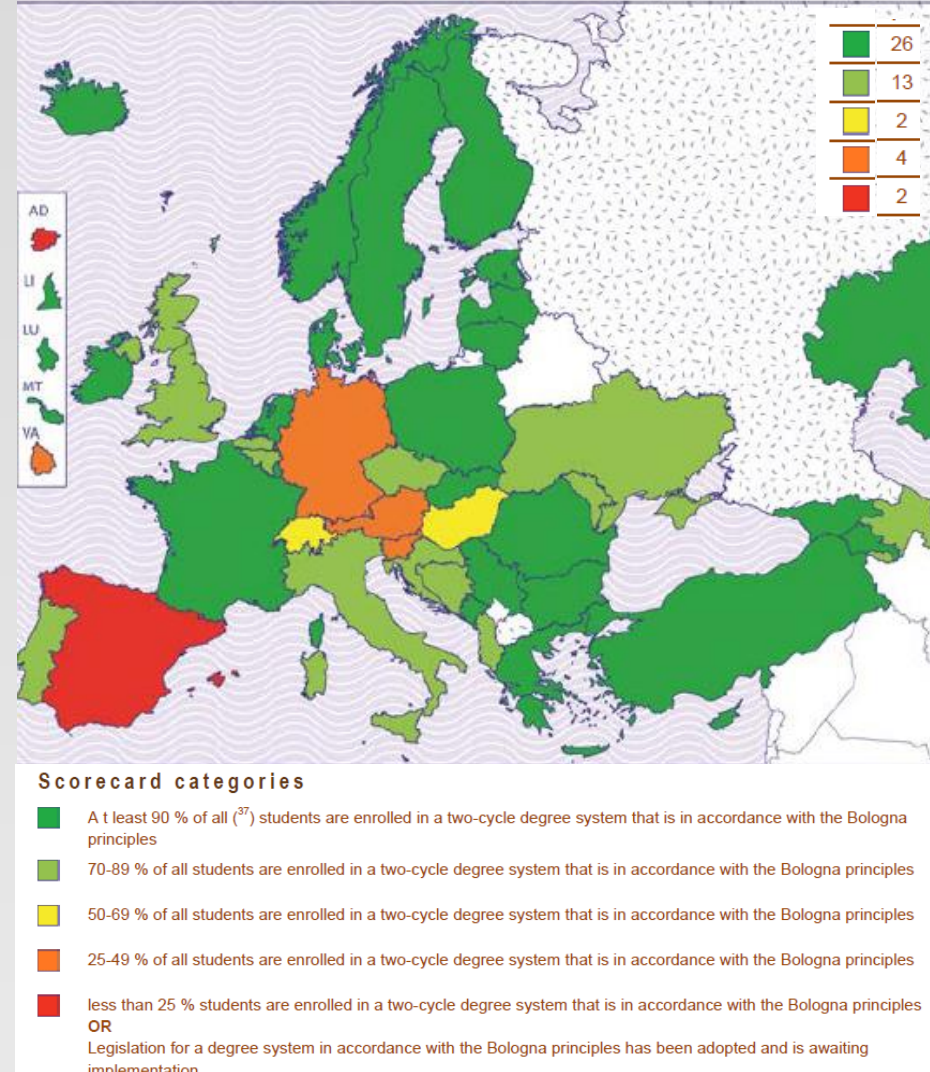 26
13
2
4
2
AD
LI
LU
MT
VA
Scorecard categories
A t least 90 % of all (37) students are enrolled in a two-cycle degree system that is in accordance with the Bologna
principles
70-89 % of all students are enrolled in a two-cycle degree system that is in accordance with the Bologna principles
50-69 % of all students are enrolled in a two-cycle degree system that is in accordance with the Bologna principles
25-49 % of all students are enrolled in a two-cycle degree system that is in accordance with the Bologna principles
less than 25 % students are enrolled in a two-cycle degree system that is in accordance with the Bologna principles
OR
Legislation for a degree system in accordance with the Bologna principles has been adopted and is awaiting
implementation